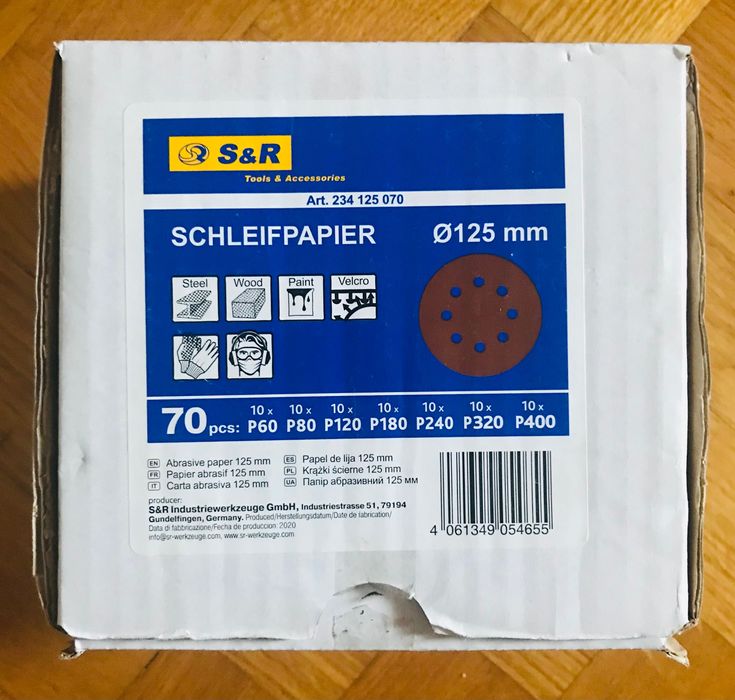 S&R
Tools & Accessories
Art. 234 125 070
SCHLEIFPAPIER Ø125 mm
Steel Wood Paint Velcro
70 pcs: 10 x P60 10 x P80 10 x P120 10 x P180 10 x P240 10 x P320 10 x P400
EN Abrasive paper 125 mm ES Papel de lija 125 mm
FR Papier abrasif 125 mm PL Krążki ścierne 125 mm
IT Carta abrasiva 125 mm UA Папір абразивний 125 мм
producer:
S&R Industriewerkzeuge GmbH, Industriestrasse 51, 79194
Gundelfingen, Germany. Produced/Herstellungsdatum/Date de fabrication/
Data di fabbricazione/Fecha de produccion: 2020
info@sr-werkzeuge.com, www.sr-werkzeuge.com
4 061349 054655